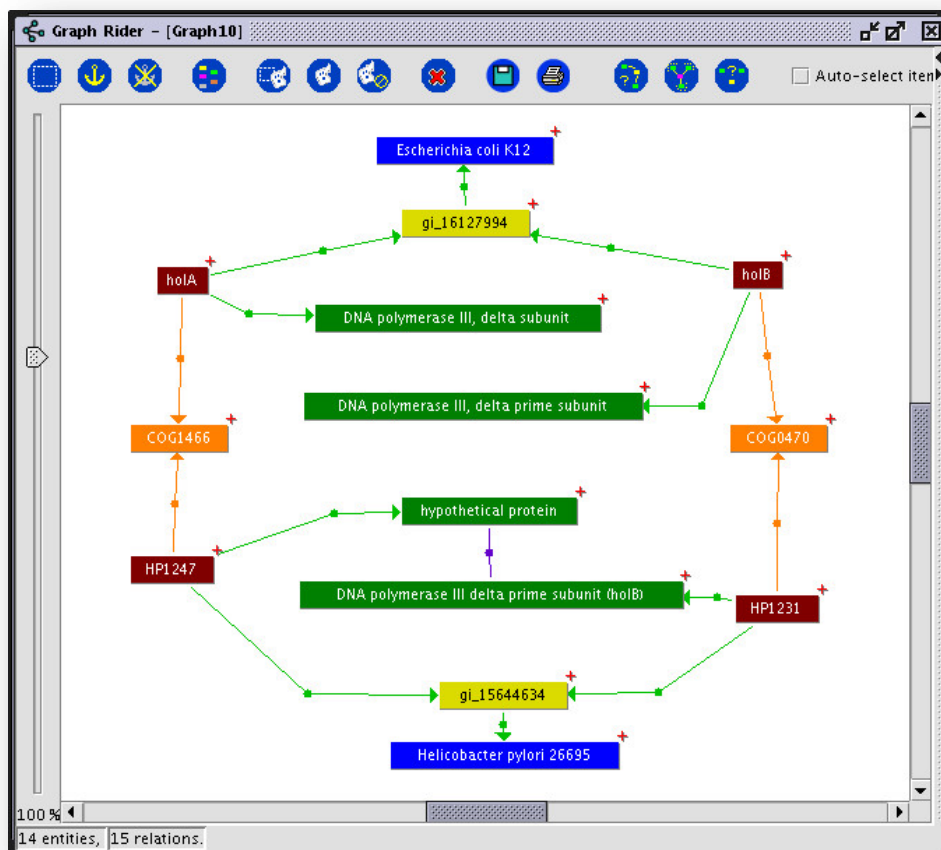 Graph Rider – [Graph10]
Auto-select item
Escherichia coli K12
gi_16127994
holA
holB
DNA polymerase III, delta subunit
DNA polymerase III, delta prime subunit
COG1466
COG0470
hypothetical protein
HP1247
DNA polymerase III delta prime subunit (holB)
HP1231
gi_15644634
Helicobacter pylori 26695
100 %
14 entities, 15 relations.